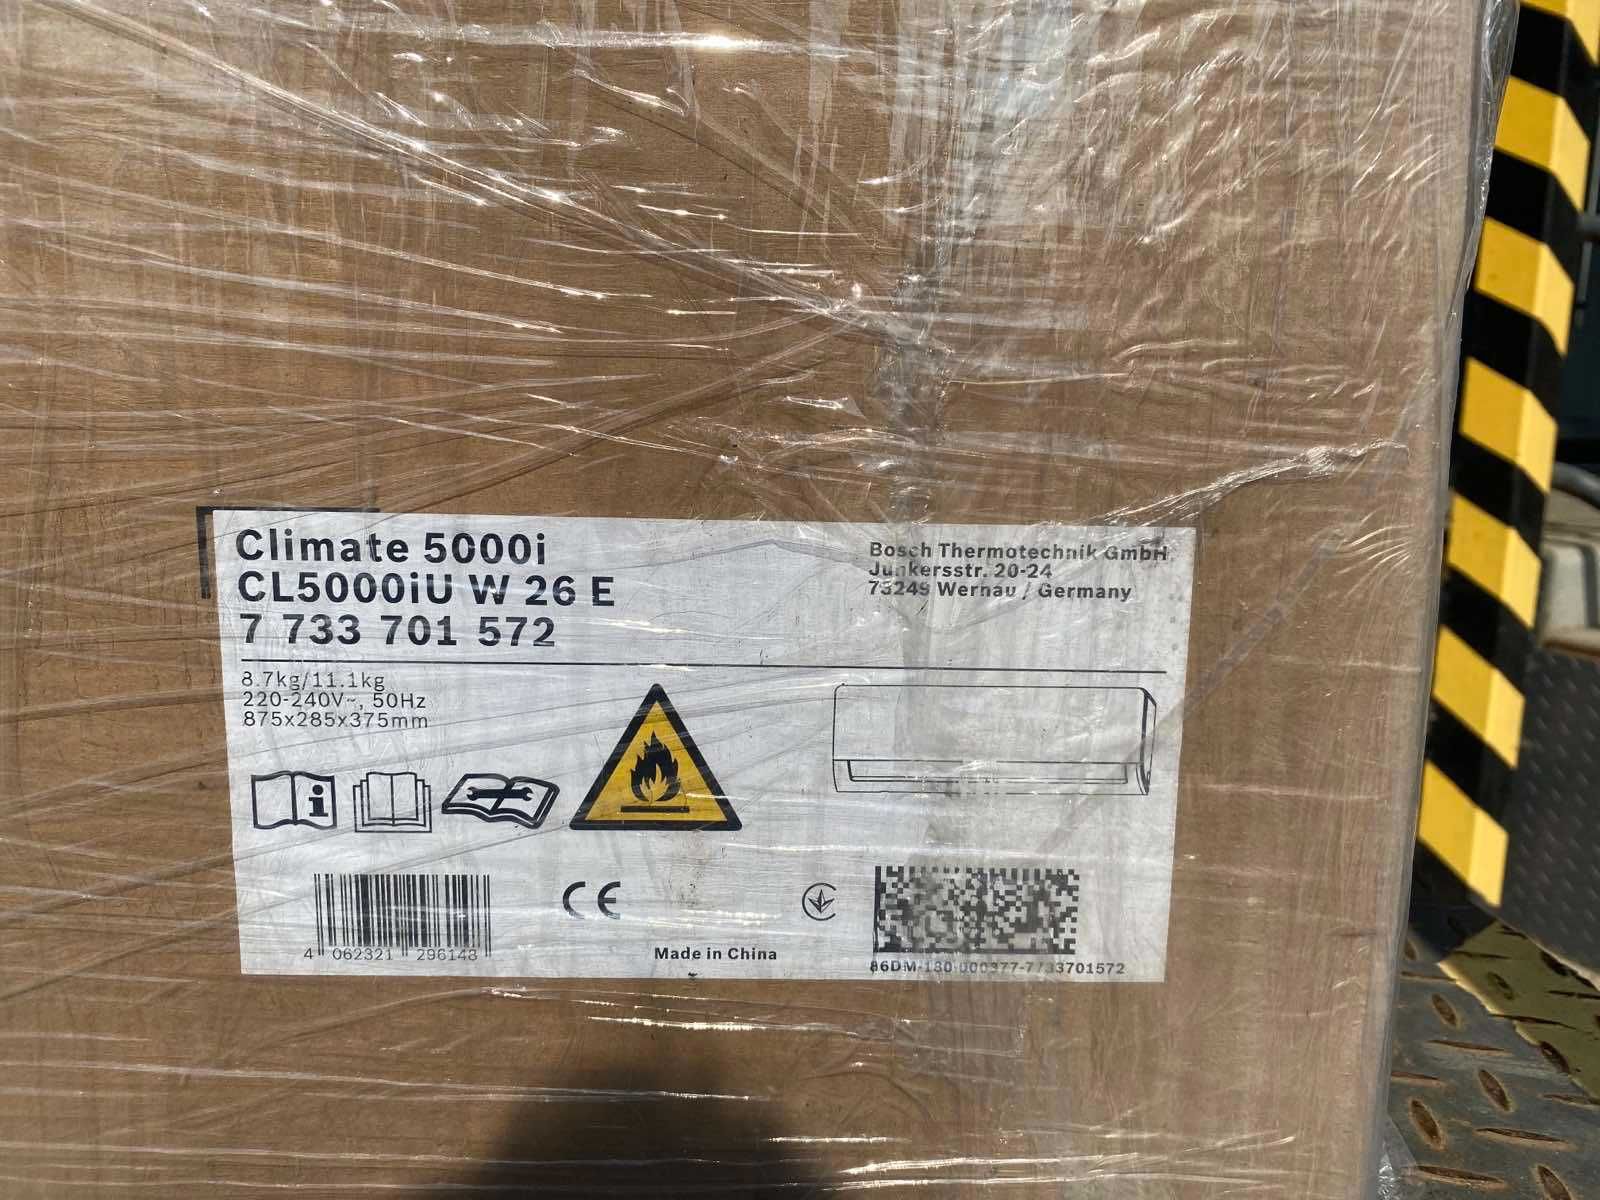 Climate 5000i
CL5000iU W 26 E
7 733 701 572
Bosch Thermotechnik GmbH
Junkersstr. 20-24
73249 Wernau / Germany
8.7kg/11.1kg
220-240V~, 50Hz
875x285x375mm
i
4 062321 296148
CE
Made in China
86DM-180-000377-7733701572